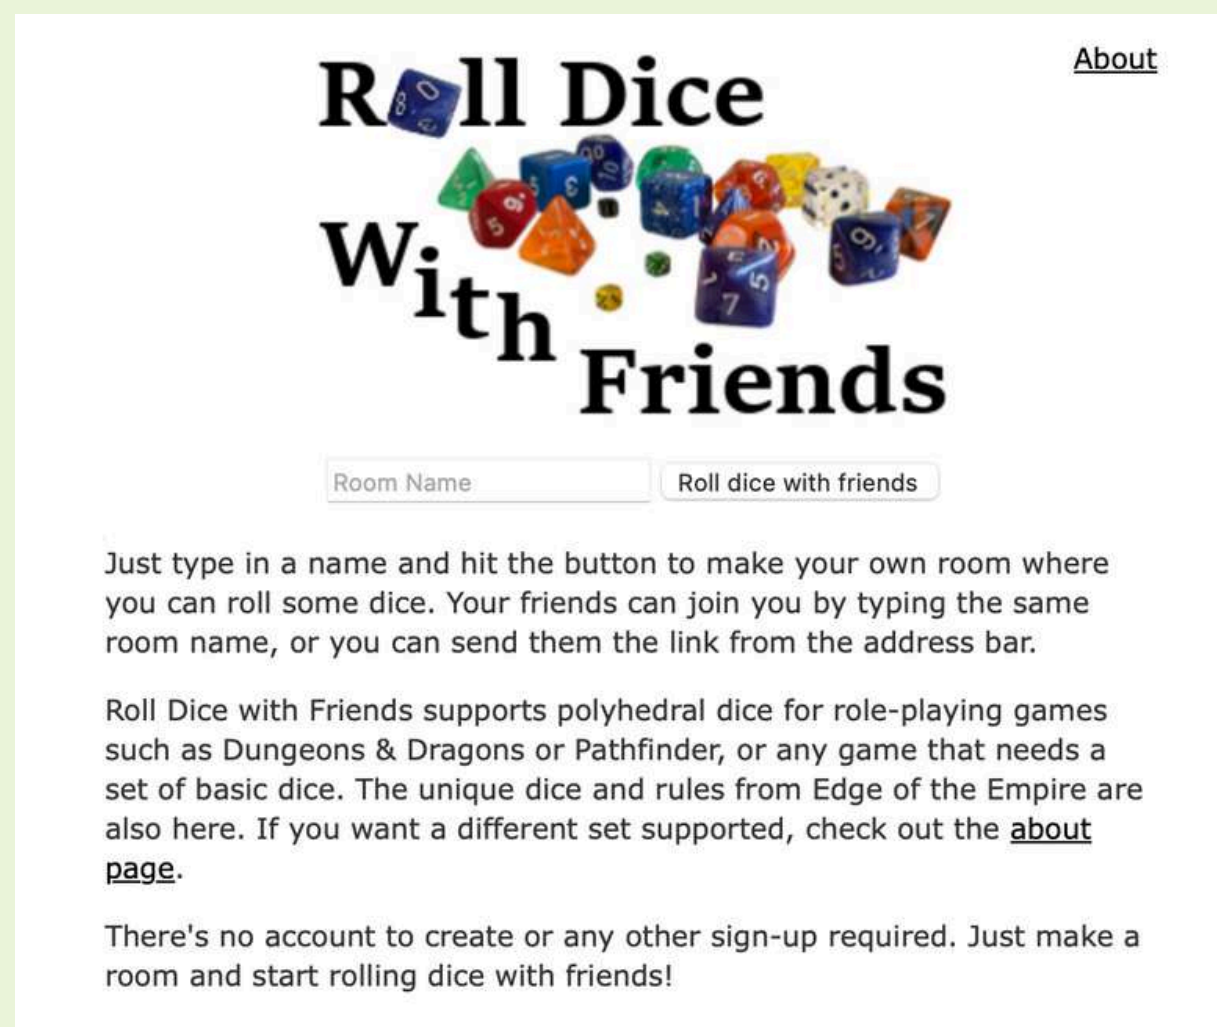 About
Roll Dice
With
Friends
Room Name
Roll dice with friends
Just type in a name and hit the button to make your own room where
you can roll some dice. Your friends can join you by typing the same
room name, or you can send them the link from the address bar.
Roll Dice with Friends supports polyhedral dice for role-playing games
such as Dungeons & Dragons or Pathfinder, or any game that needs a
set of basic dice. The unique dice and rules from Edge of the Empire are
also here. If you want a different set supported, check out the about
page.
There's no account to create or any other sign-up required. Just make a
room and start rolling dice with friends!